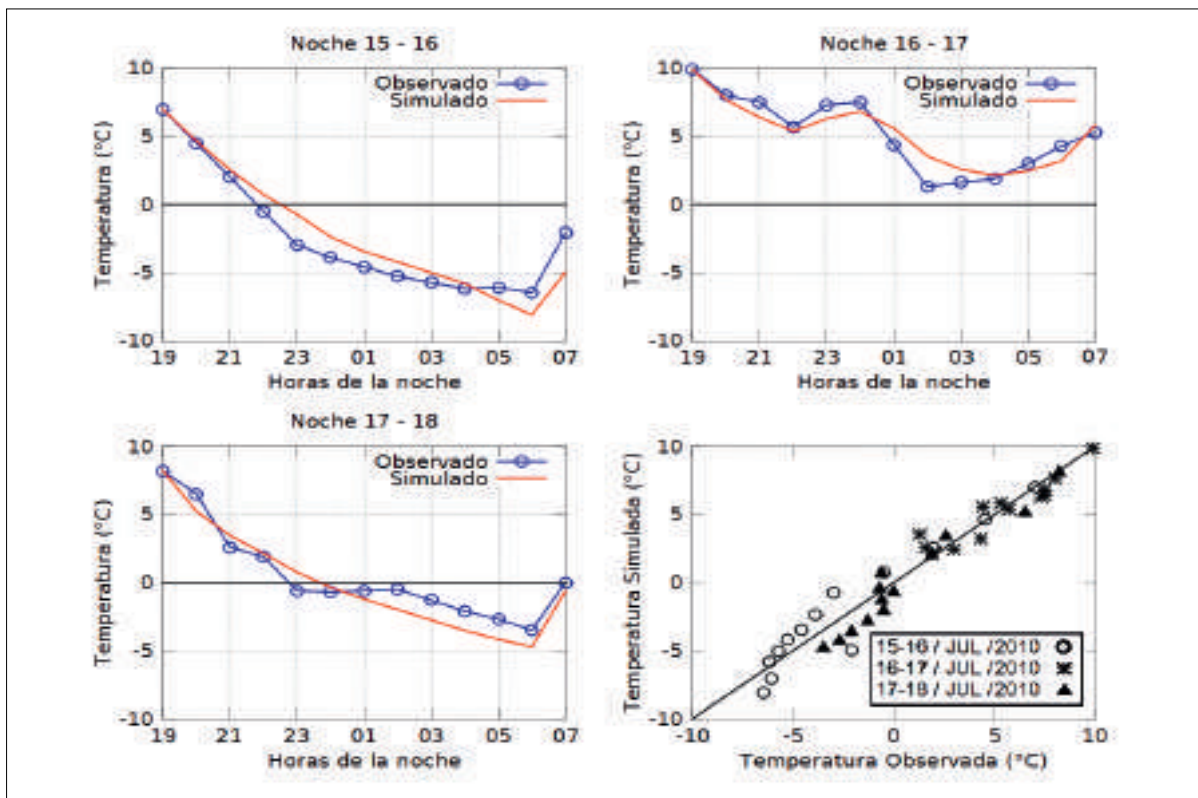 Noche 15 - 16
Observado
Simulado
Temperatura (°C)
10
5
0
-5
-10
19 21 23 01 03 05 07
Horas de la noche
Noche 16 - 17
Observado
Simulado
Temperatura (°C)
10
5
0
-5
-10
19 21 23 01 03 05 07
Horas de la noche
Noche 17 - 18
Observado
Simulado
Temperatura (°C)
10
5
0
-5
-10
19 21 23 01 03 05 07
Horas de la noche
Temperatura Simulada (°C)
10
5
0
-5
-10
15-16 / JUL /2010
16-17 / JUL /2010
17-18 / JUL /2010
-10 -5 0 5 10
Temperatura Observada (°C)